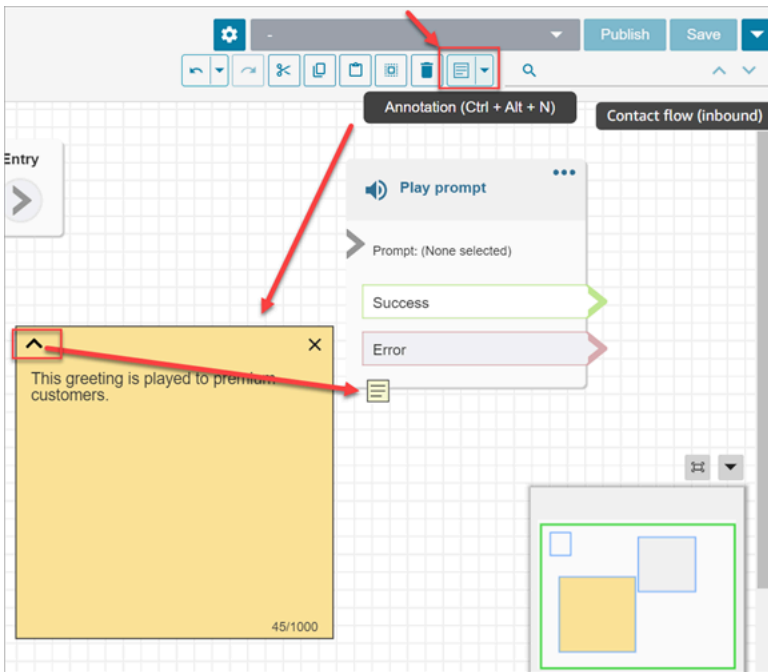 -
Publish
Save
Annotation (Ctrl + Alt + N)
Contact flow (inbound)
Entry
Play prompt
Prompt: (None selected)
Success
Error
This greeting is played to premium
customers.
45/1000